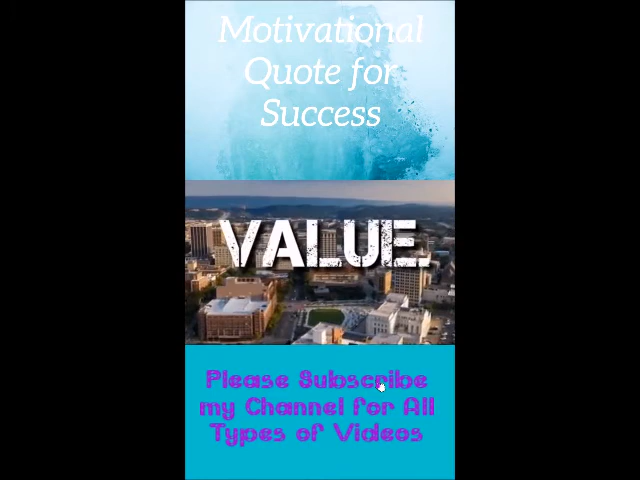 Motivational
Quote for
Success
VALUE.
Please Subscribe
my Channel for All
Types of Videos